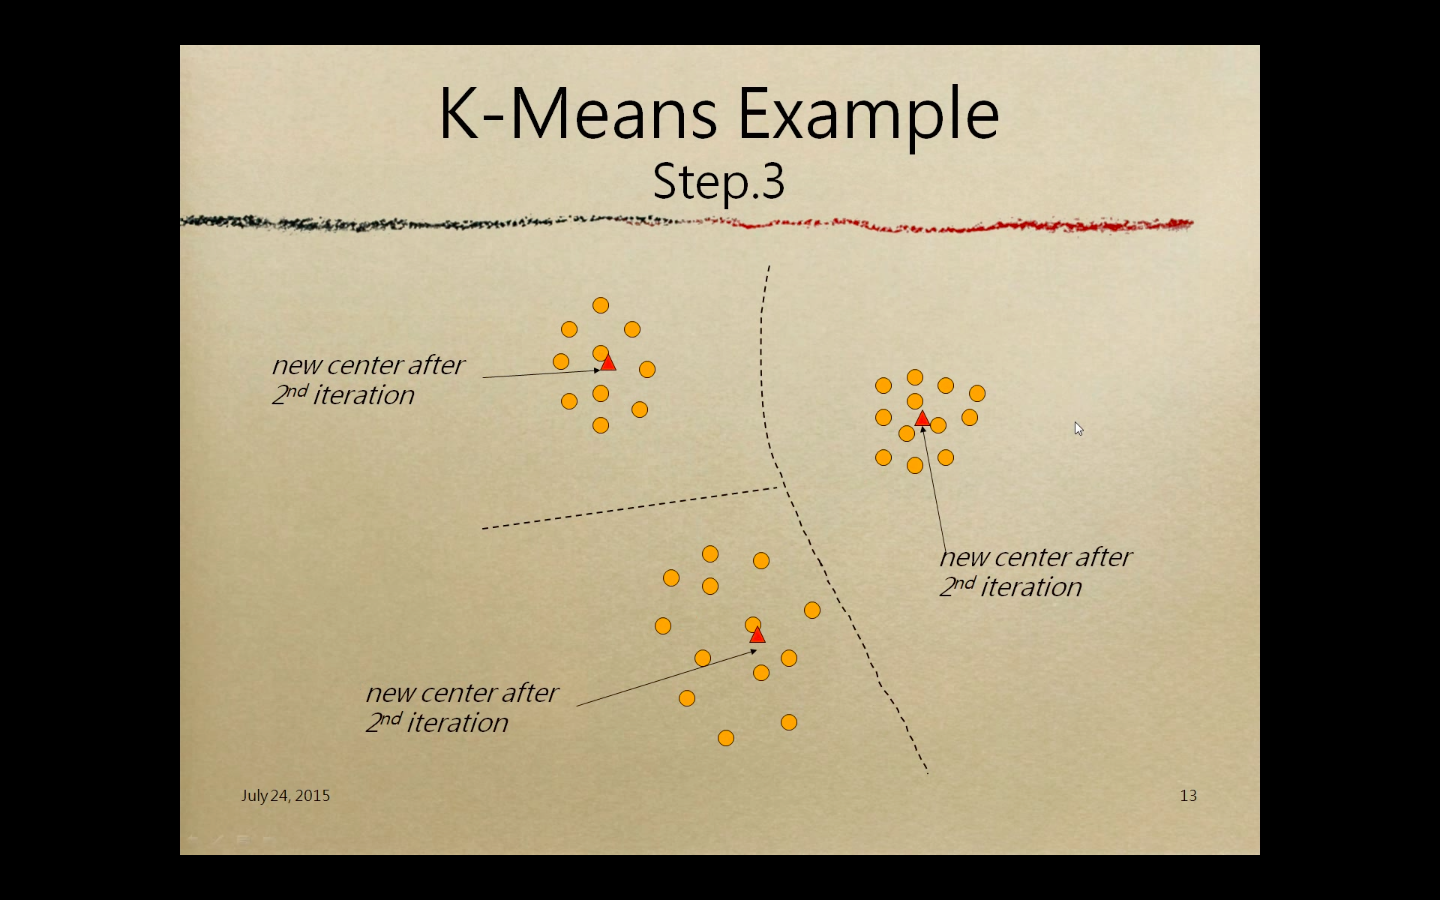 K-Means Example
Step.3
new center after
2nd iteration
new center after
2nd iteration
new center after
2nd iteration
July 24, 2015
13